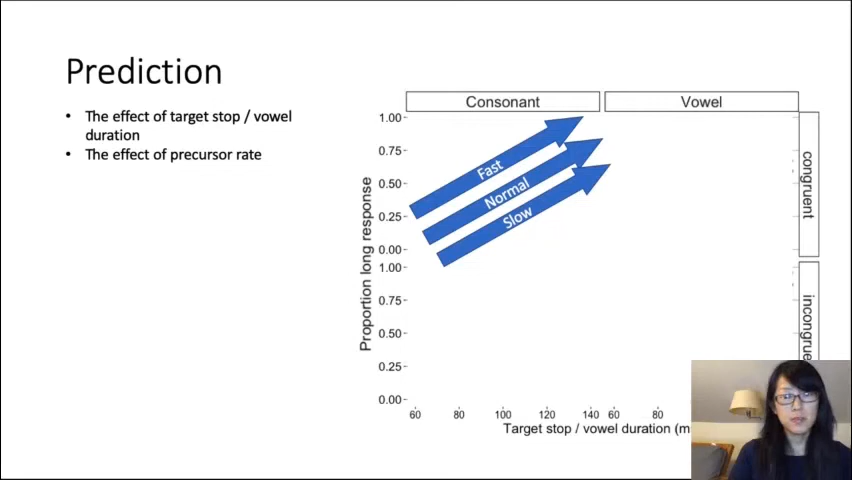 Prediction
• The effect of target stop / vowel
duration
• The effect of precursor rate
Consonant
Vowel
1.00
0.75
0.50
0.25
0.00
1.00
0.75
0.50
0.25
0.00
Proportion long response
Fast
Normal
Slow
congruent
incongrue
60 80 100 120 140 60 80
Target stop / vowel duration (m